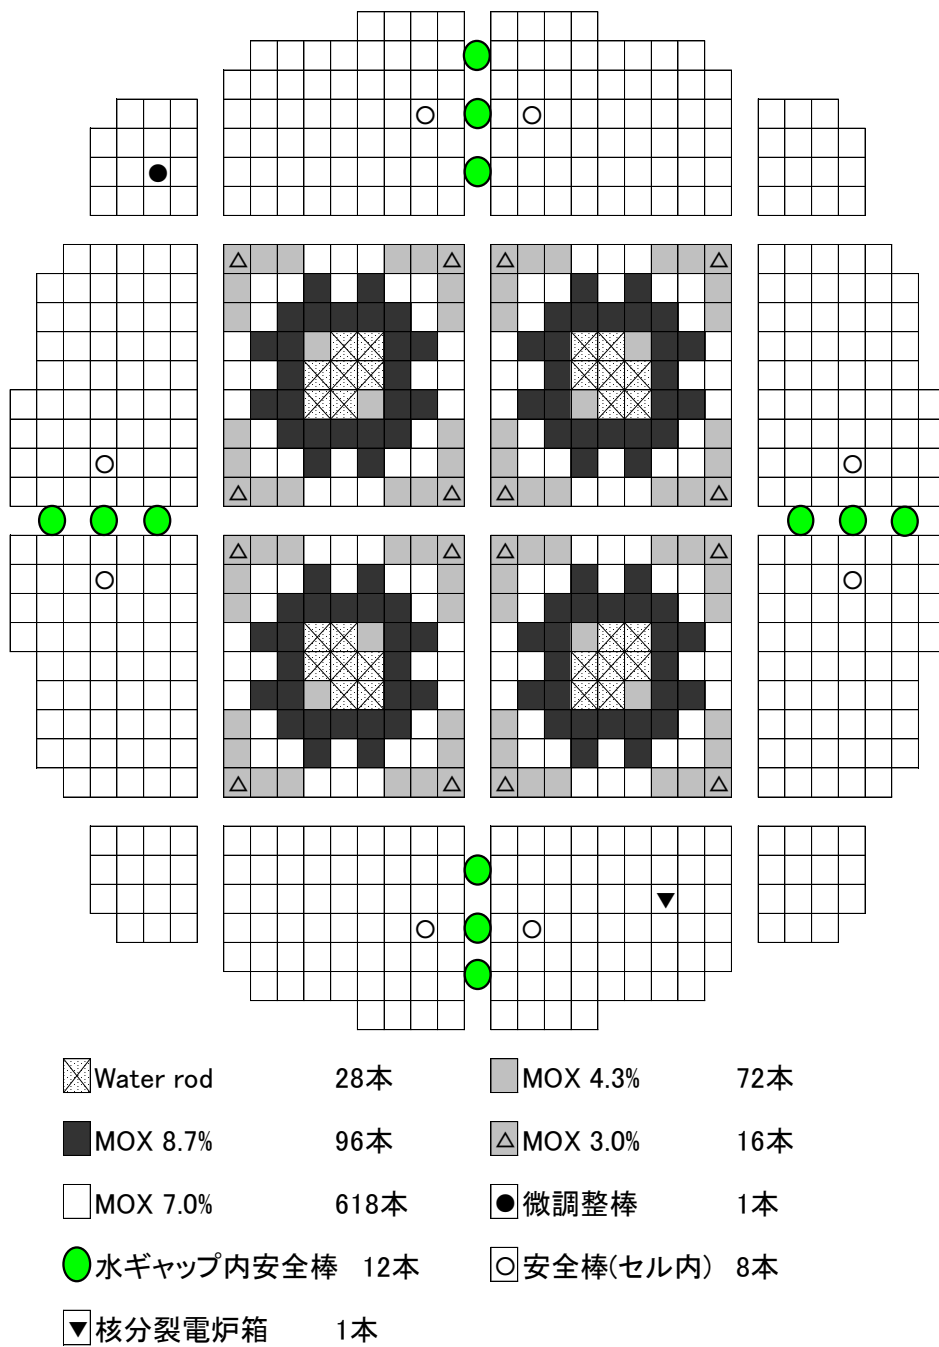 Water rod 28本 MOX 4.3% 72本
MOX 8.7% 96本 MOX 3.0% 16本
MOX 7.0% 618本 微調整棒 1本
水ギャップ内安全棒 12本 安全棒(セル内) 8本
核分裂電炉箱 1本